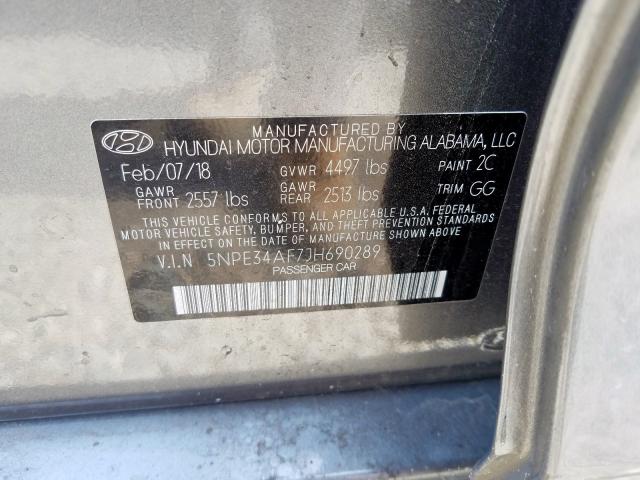 MANUFACTURED BY
HYUNDAI MOTOR MANUFACTURING ALABAMA, LLC
Feb/07/18 GVWR 4497 lbs PAINT 2C
GAWR FRONT 2557 lbs GAWR REAR 2513 lbs TRIM GG
THIS VEHICLE CONFORMS TO ALL APPLICABLE U.S.A. FEDERAL
MOTOR VEHICLE SAFETY, BUMPER, AND THEFT PREVENTION STANDARDS
IN EFFECT ON THE DATE OF MANUFACTURE SHOWN ABOVE.
V.I.N 5NPE34AF7JH690289
PASSENGER CAR